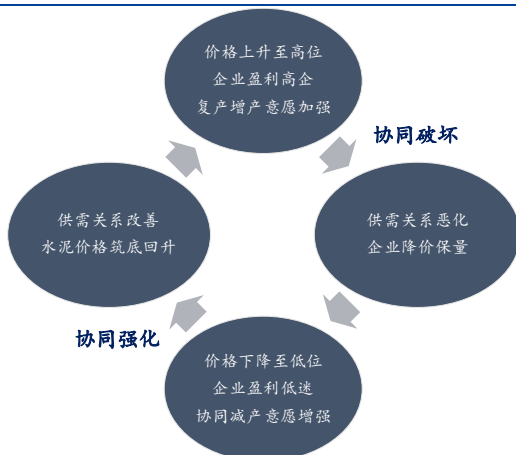 价格上升至高位
企业盈利高企
复产增产意愿加强
协同破坏
供需关系改善
水泥价格筑底回升
供需关系恶化
企业降价保量
协同强化
价格下降至低位
企业盈利低迷
协同减产意愿增强